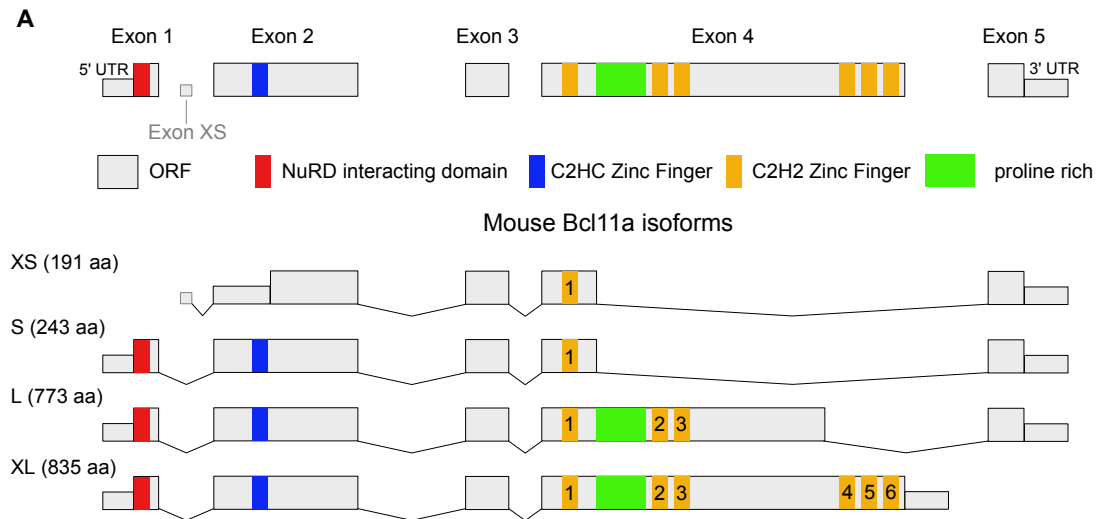 A
Exon 1 Exon 2 Exon 3 Exon 4 Exon 5
5' UTR 3' UTR
Exon XS
ORF NuRD interacting domain C2HC Zinc Finger C2H2 Zinc Finger proline rich
Mouse Bcl11a isoforms
XS (191 aa)
1
S (243 aa)
1
L (773 aa)
1 2 3
XL (835 aa)
1 2 3 4 5 6